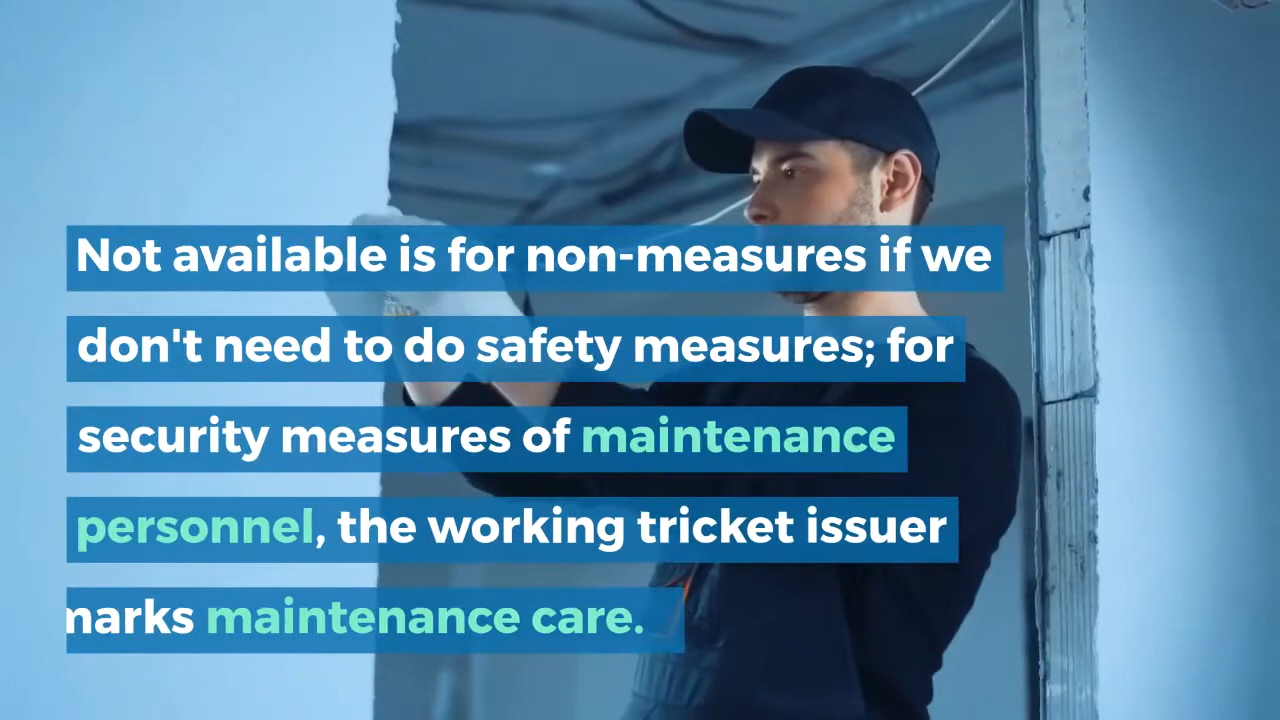 Not available is for non-measures if we
don't need to do safety measures; for
security measures of maintenance
personnel, the working tricket issuer
marks maintenance care.